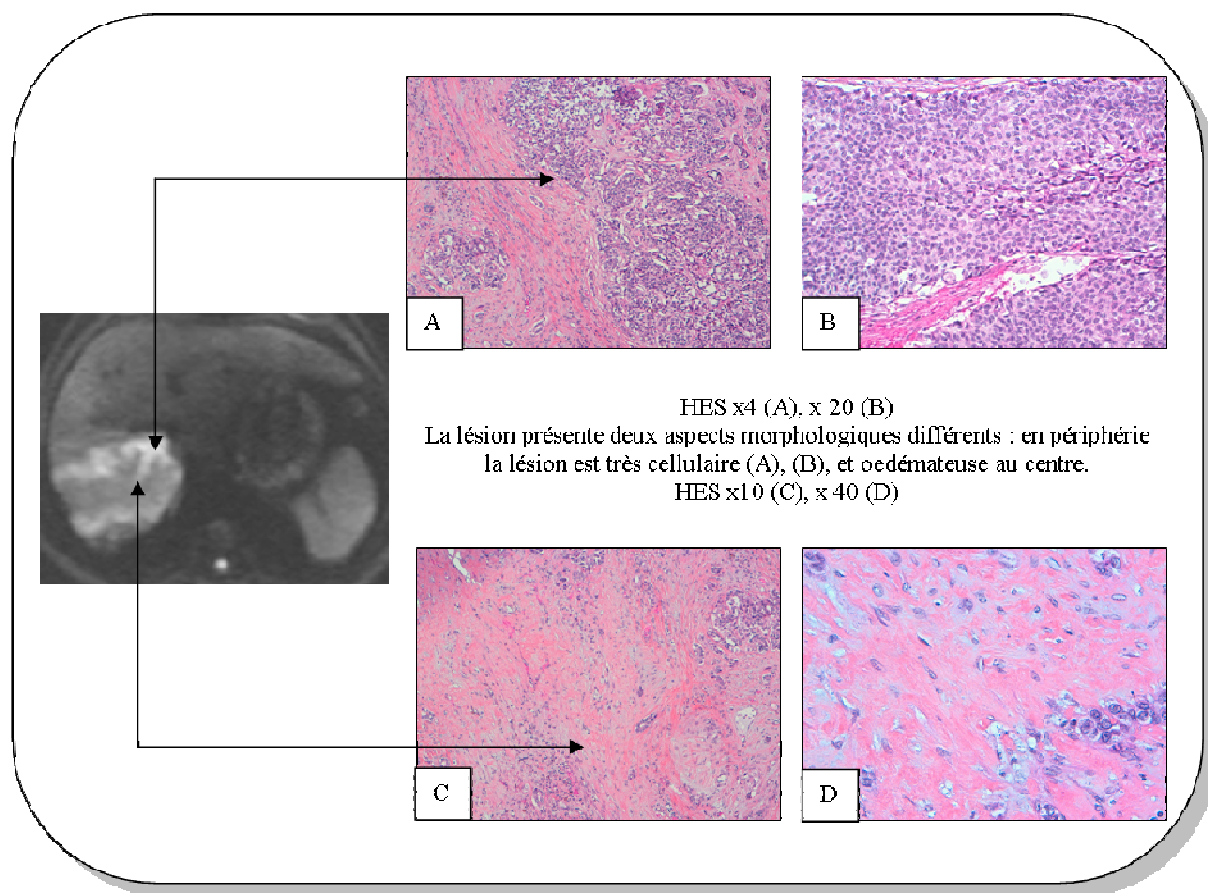 A
B
HES x4 (A), x 20 (B)
La lésion présente deux aspects morphologiques différents : en périphérie
la lésion est très cellulaire (A), (B), et oedémateuse au centre.
HES x10 (C), x 40 (D)
C
D